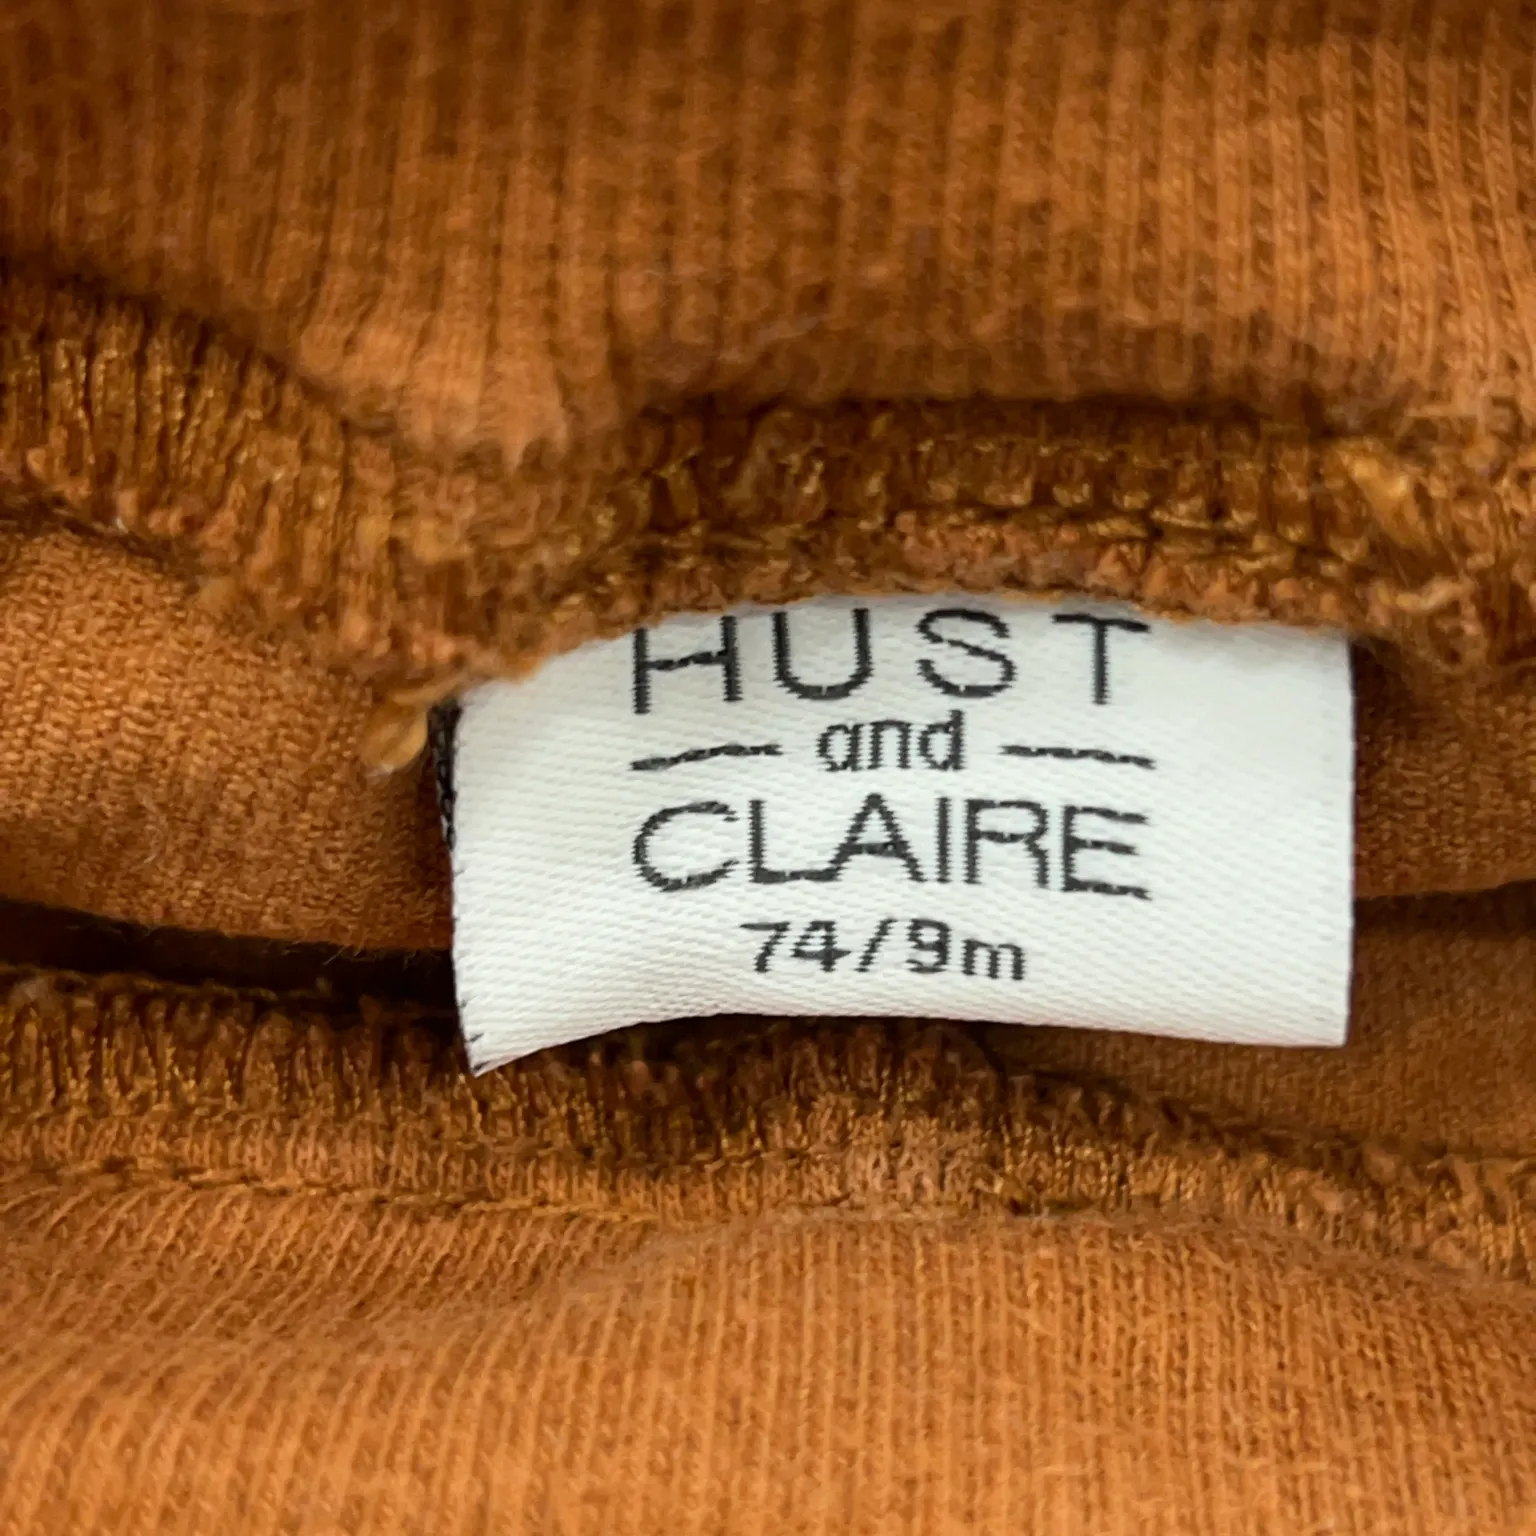 HUST
and
CLAIRE
74/9m